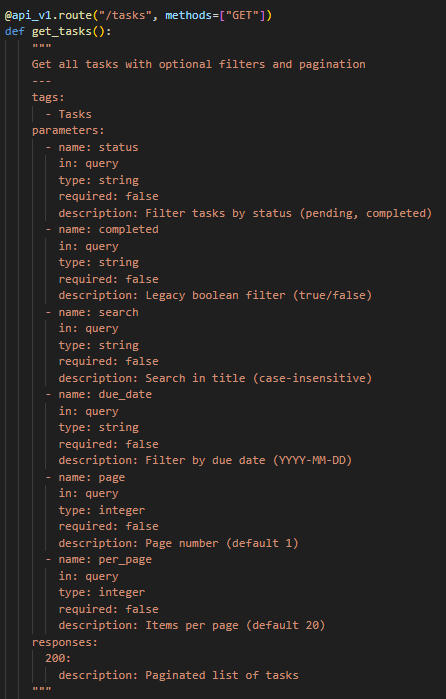 @api_v1.route("/tasks", methods=["GET"])
def get_tasks():
    """
    Get all tasks with optional filters and pagination
    ---
    tags:
      - Tasks
    parameters:
      - name: status
        in: query
        type: string
        required: false
        description: Filter tasks by status (pending, completed)
      - name: completed
        in: query
        type: string
        required: false
        description: Legacy boolean filter (true/false)
      - name: search
        in: query
        type: string
        required: false
        description: Search in title (case-insensitive)
      - name: due_date
        in: query
        type: string
        required: false
        description: Filter by due date (YYYY-MM-DD)
      - name: page
        in: query
        type: integer
        required: false
        description: Page number (default 1)
      - name: per_page
        in: query
        type: integer
        required: false
        description: Items per page (default 20)
    responses:
      200:
        description: Paginated list of tasks
    """